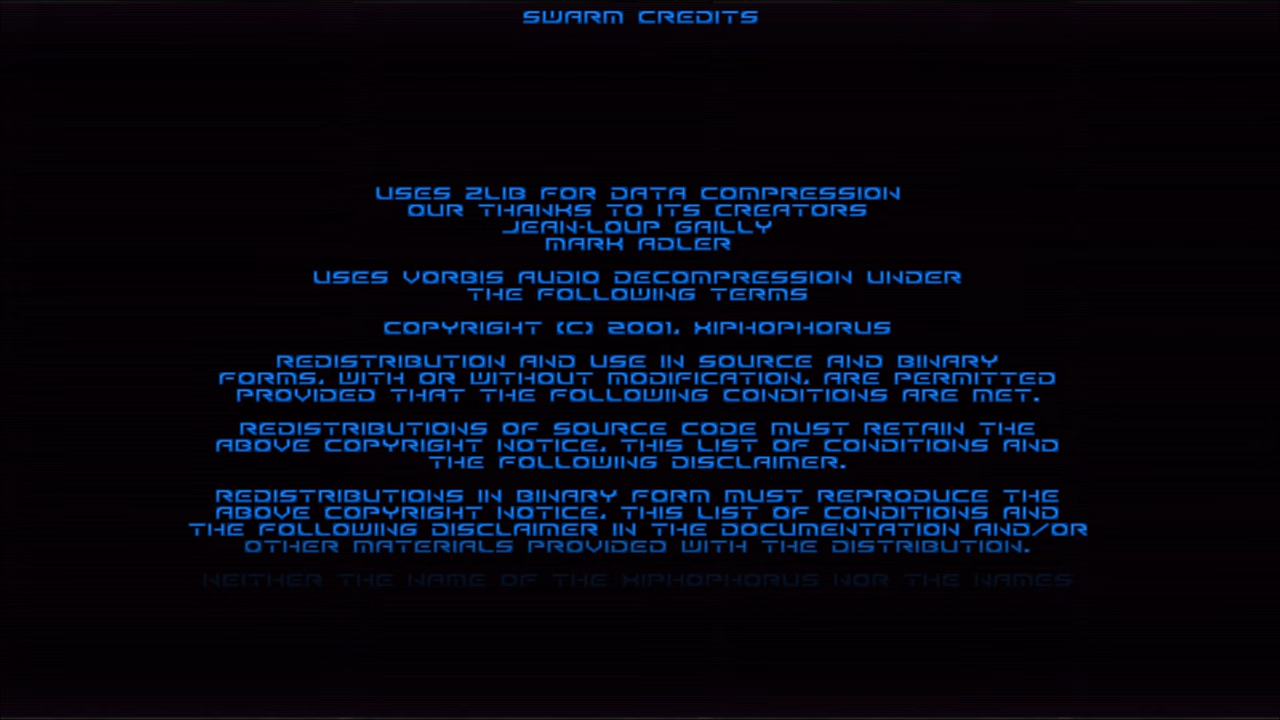 SWARM CREDITS
USES ZLIB FOR DATA COMPRESSION
OUR THANKS TO ITS CREATORS
JEAN-LOUP GAILLY
MARK ADLER
USES VORBIS AUDIO DECOMPRESSION UNDER
THE FOLLOWING TERMS
COPYRIGHT (C) 2001, XIPHOPHORUS
REDISTRIBUTION AND USE IN SOURCE AND BINARY
FORMS, WITH OR WITHOUT MODIFICATION, ARE PERMITTED
PROVIDED THAT THE FOLLOWING CONDITIONS ARE MET.
REDISTRIBUTIONS OF SOURCE CODE MUST RETAIN THE
ABOVE COPYRIGHT NOTICE, THIS LIST OF CONDITIONS AND
THE FOLLOWING DISCLAIMER.
REDISTRIBUTIONS IN BINARY FORM MUST REPRODUCE THE
ABOVE COPYRIGHT NOTICE, THIS LIST OF CONDITIONS AND
THE FOLLOWING DISCLAIMER IN THE DOCUMENTATION AND/OR
OTHER MATERIALS PROVIDED WITH THE DISTRIBUTION.
NEITHER THE NAME OF THE XIPHOPHORUS NOR THE NAMES